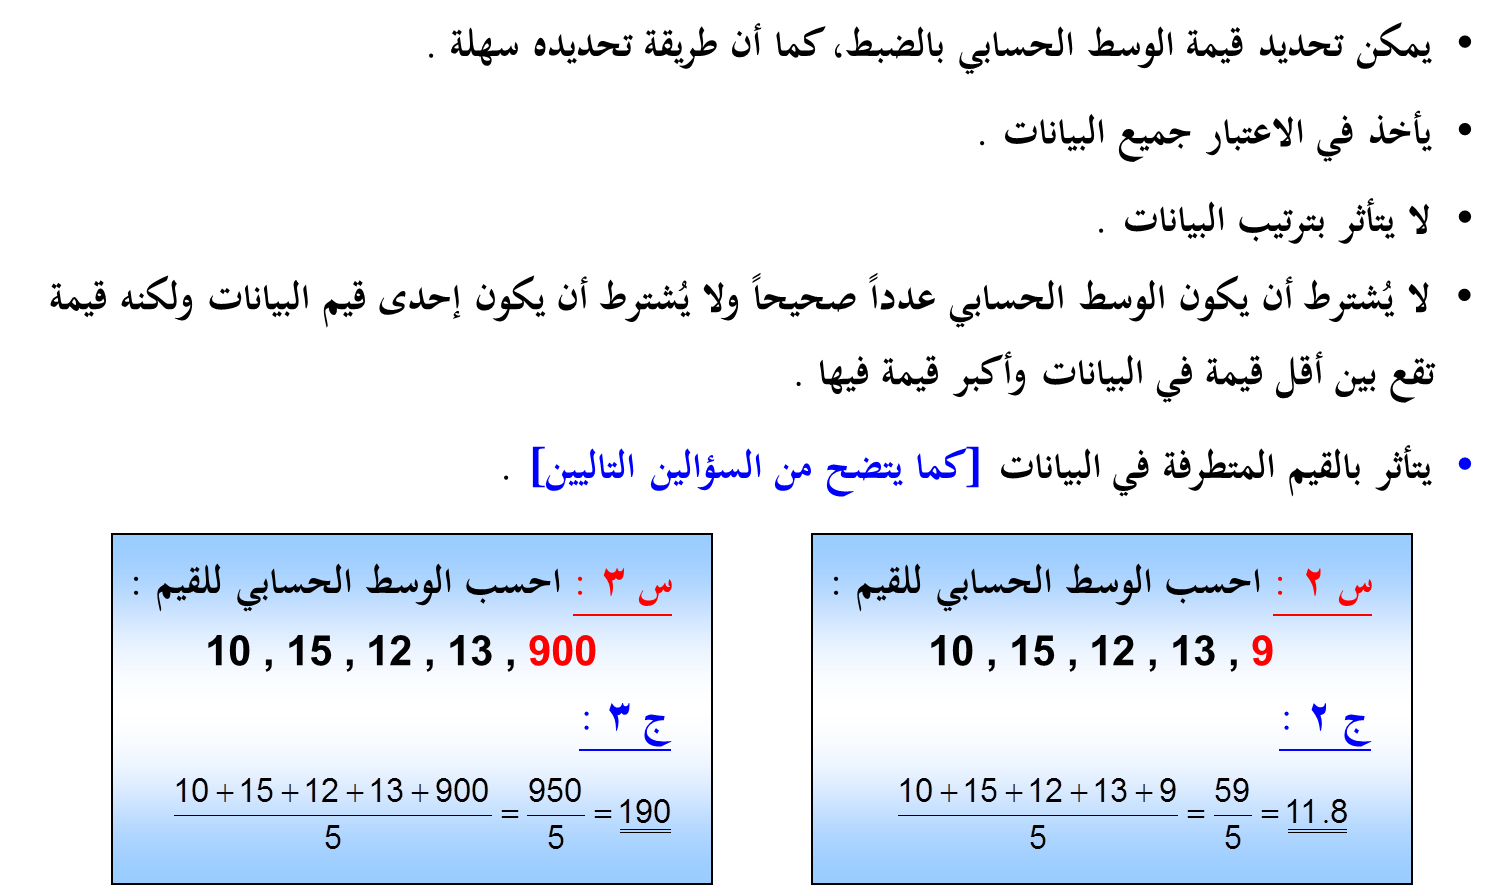 • يمكن تحديد قيمة الوسط الحسابي بالضبط، كما أن طريقة تحديده سهلة .
• يأخذ في الاعتبار جميع البيانات .
• لا يتأثر بترتيب البيانات .
• لا يُشترط أن يكون الوسط الحسابي عدداً صحيحاً ولا يُشترط أن يكون إحدى قيم البيانات ولكنه قيمة
تقع بين أقل قيمة في البيانات وأكبر قيمة فيها .
• يتأثر بالقيم المتطرفة في البيانات [كما يتضح من السؤالين التاليين] .
س ٢ : احسب الوسط الحسابي للقيم :
10 , 15 , 12 , 13 , 9
ج ٢ :
(10 + 15 + 12 + 13 + 9) / 5 = 59 / 5 = 11.8
س ٣ : احسب الوسط الحسابي للقيم :
10 , 15 , 12 , 13 , 900
ج ٣ :
(10 + 15 + 12 + 13 + 900) / 5 = 950 / 5 = 190